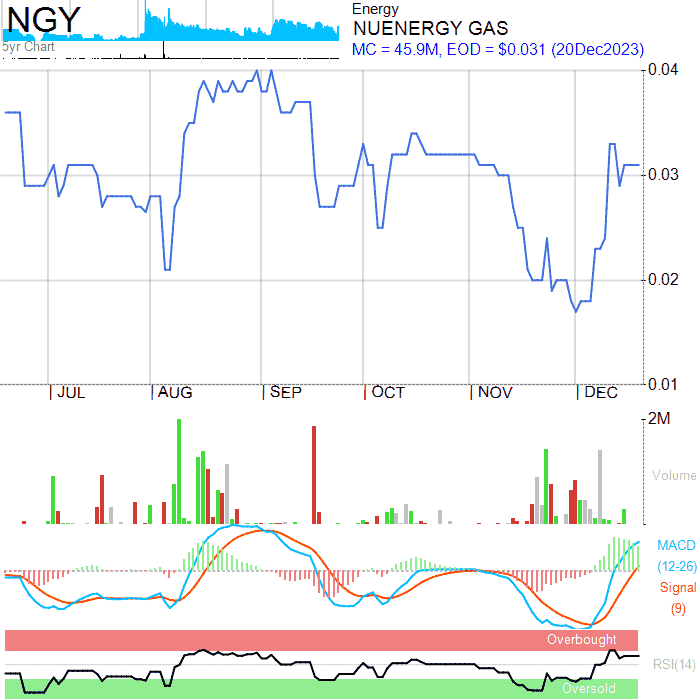 NGY
5yr Chart
Energy
NUENERGY GAS
MC = 45.9M, EOD = $0.031 (20Dec2023)
0.04
0.03
0.02
0.01
JUL
AUG
SEP
OCT
NOV
DEC
2M
Volume
MACD
(12-26)
Signal
(9)
Overbought
RSI(14)
Oversold